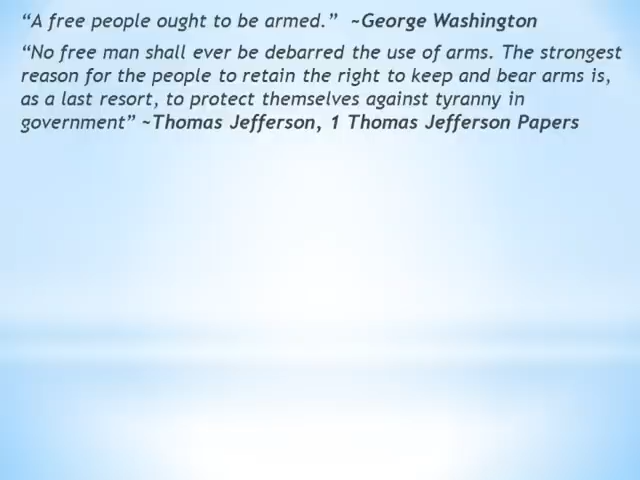 “A free people ought to be armed.” ~George Washington
“No free man shall ever be debarred the use of arms. The strongest
reason for the people to retain the right to keep and bear arms is,
as a last resort, to protect themselves against tyranny in
government” ~Thomas Jefferson, 1 Thomas Jefferson Papers